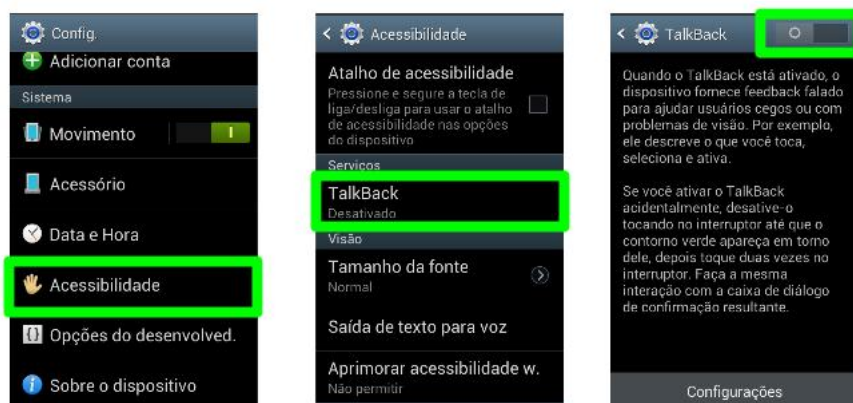 Config.
Adicionar conta
Sistema
Movimento
Acessório
Data e Hora
Acessibilidade
Opções do desenvolved.
Sobre o dispositivo
Acessibilidade
Atalho de acessibilidade
Pressione e segure a tecla de
liga/desliga para usar o atalho
de acessibilidade nas opções
do dispositivo
Serviços
TalkBack
Desativado
Visão
Tamanho da fonte
Normal
Saída de texto para voz
Aprimorar acessibilidade w.
Não permitir
TalkBack
Quando o TalkBack está ativado, o
dispositivo fornece feedback falado
para ajudar usuários cegos ou com
problemas de visão. Por exemplo,
ele descreve o que você toca,
seleciona e ativa.
Se você ativar o TalkBack
acidentalmente, desative-o
tocando no interruptor até que o
contorno verde apareça em torno
dele, depois toque duas vezes no
interruptor. Faça a mesma
interação com a caixa de diálogo
de confirmação resultante.
Configurações